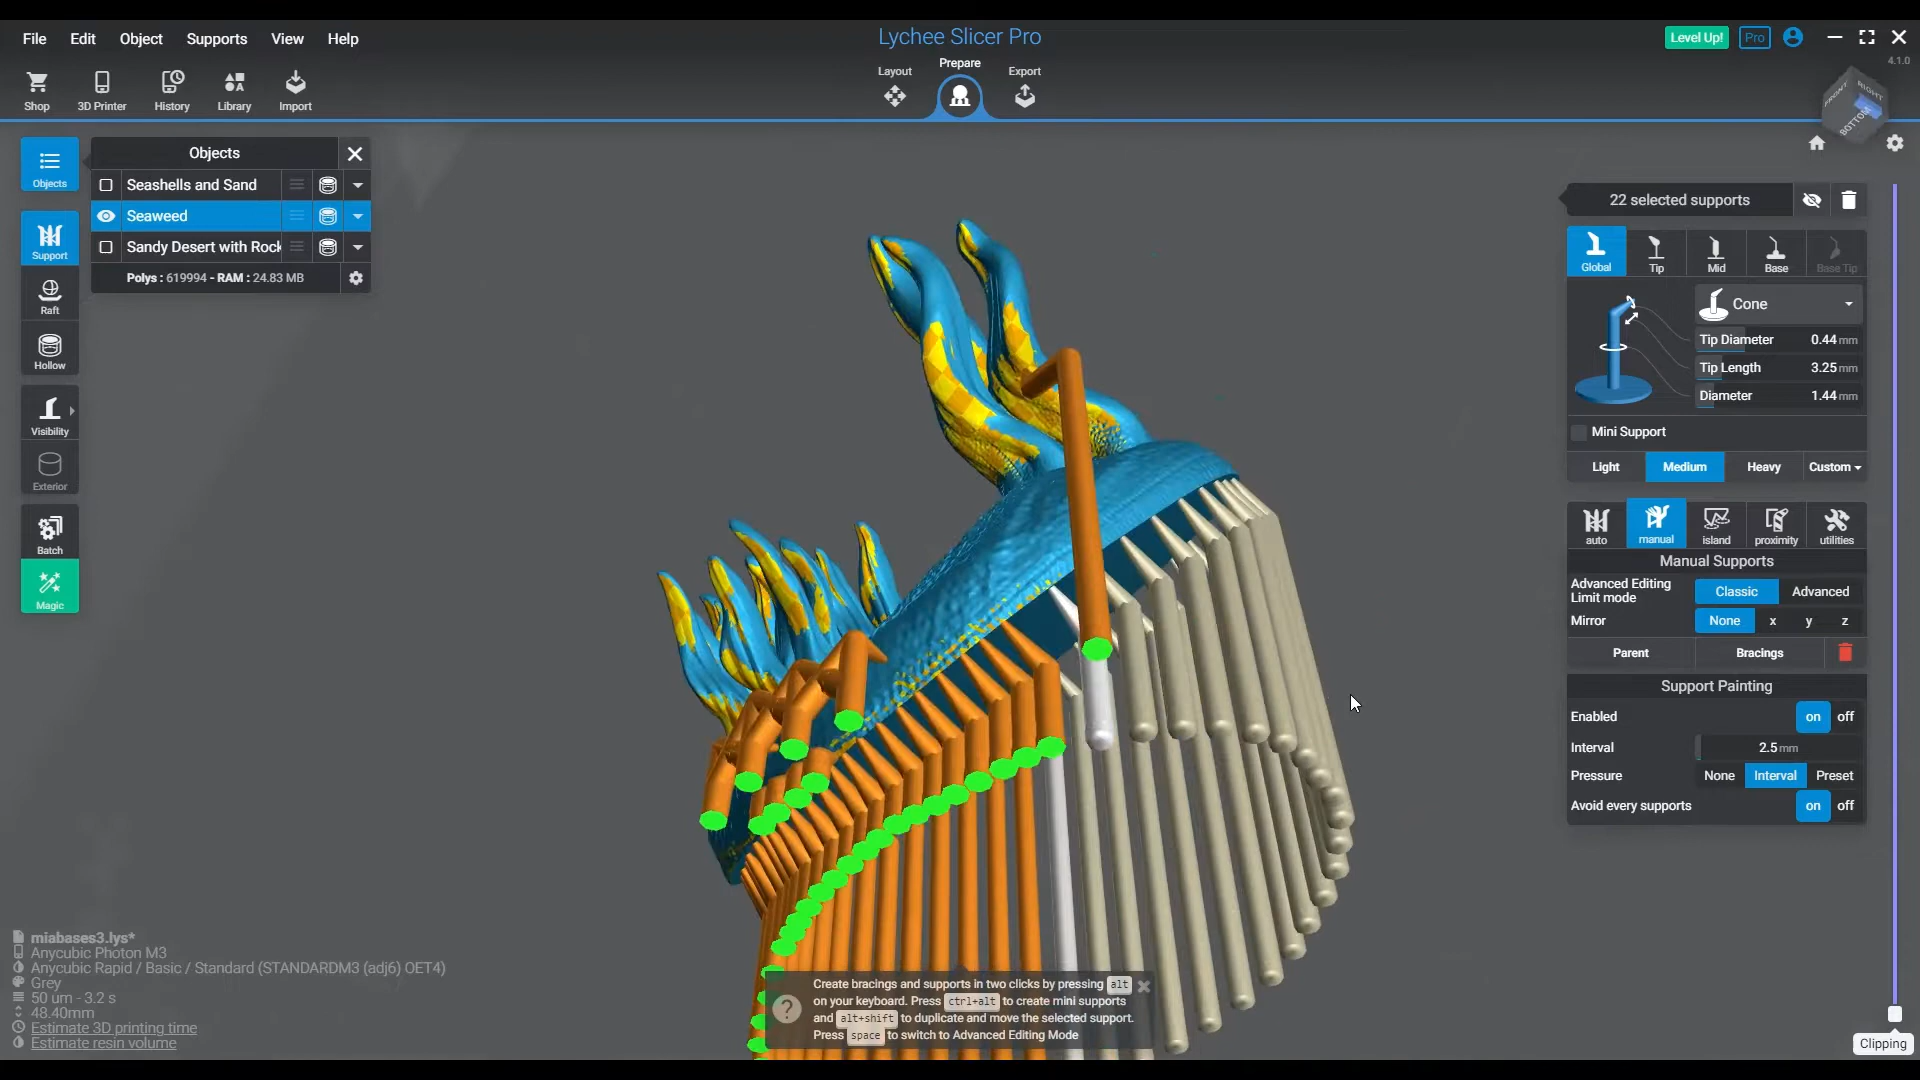 File Edit Object Supports View Help
Lychee Slicer Pro
Level Up! Pro
4.1.0
Shop 3D Printer History Library Import
Layout Prepare Export
FRONT RIGHT BOTTOM
Objects
Support
Raft
Hollow
Visibility
Exterior
Batch
Magic
Objects
Seashells and Sand
Seaweed
Sandy Desert with Rock
Polys : 619994 - RAM : 24.83 MB
22 selected supports
Global Tip Mid Base Base Tip
Cone
Tip Diameter 0.44 mm
Tip Length 3.25 mm
Diameter 1.44 mm
Mini Support
Light Medium Heavy Custom
auto manual island proximity utilities
Manual Supports
Advanced Editing
Limit mode Classic Advanced
Mirror None x y z
Parent Bracings
Support Painting
Enabled on off
Interval 2.5 mm
Pressure None Interval Preset
Avoid every supports on off
miabases3.lys*
Anycubic Photon M3
Anycubic Rapid / Basic / Standard (STANDARDM3 (adj6) OET4)
Grey
50 um - 3.2 s
48.40mm
Estimate 3D printing time
Estimate resin volume
? Create bracings and supports in two clicks by pressing alt
on your keyboard. Press ctrl+alt to create mini supports
and alt+shift to duplicate and move the selected support.
Press space to switch to Advanced Editing Mode
Clipping